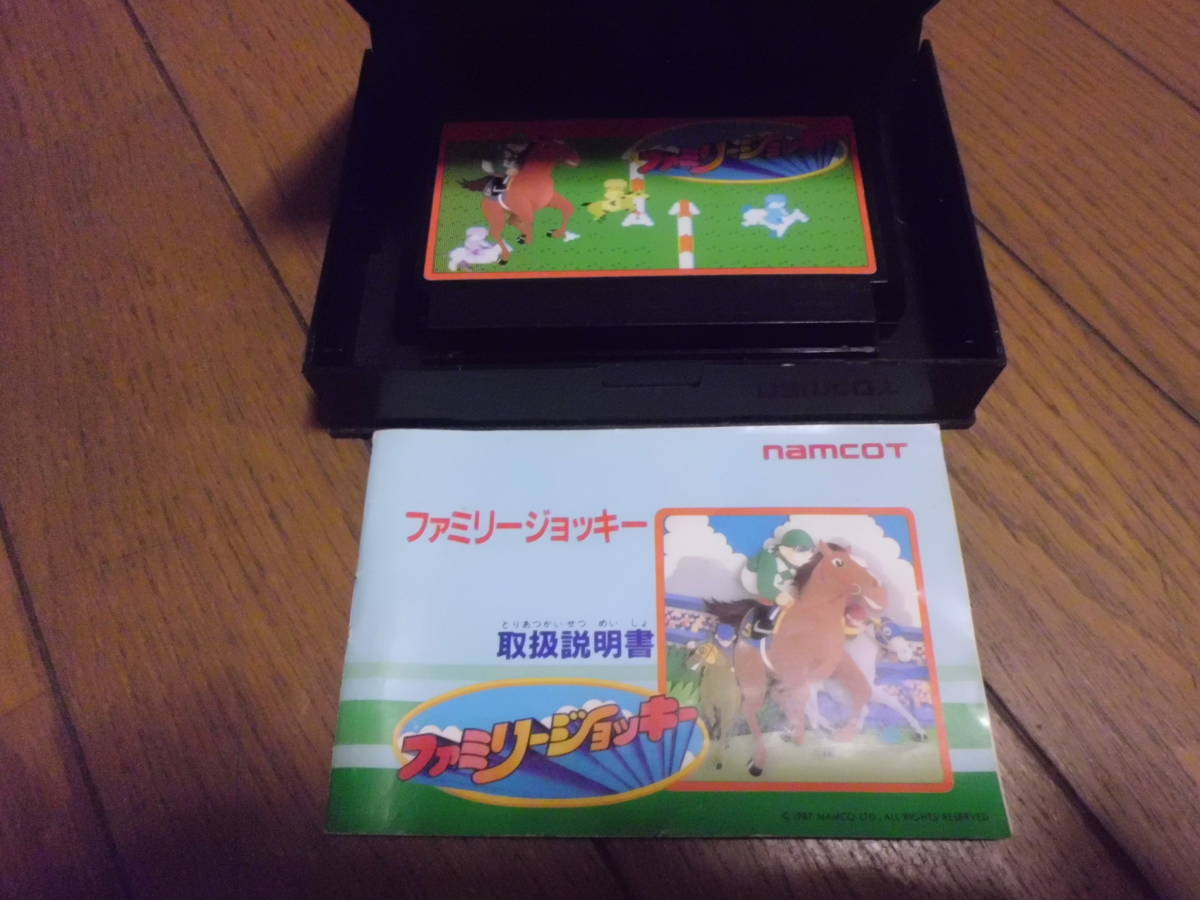 ファミリージョッ
namcoT
ファミリージョッキー
とりあつかいせつ めい しょ
取扱説明書
ファミリージョッキー
© 1987 NAMCO LTD., ALL RIGHTS RESERVED